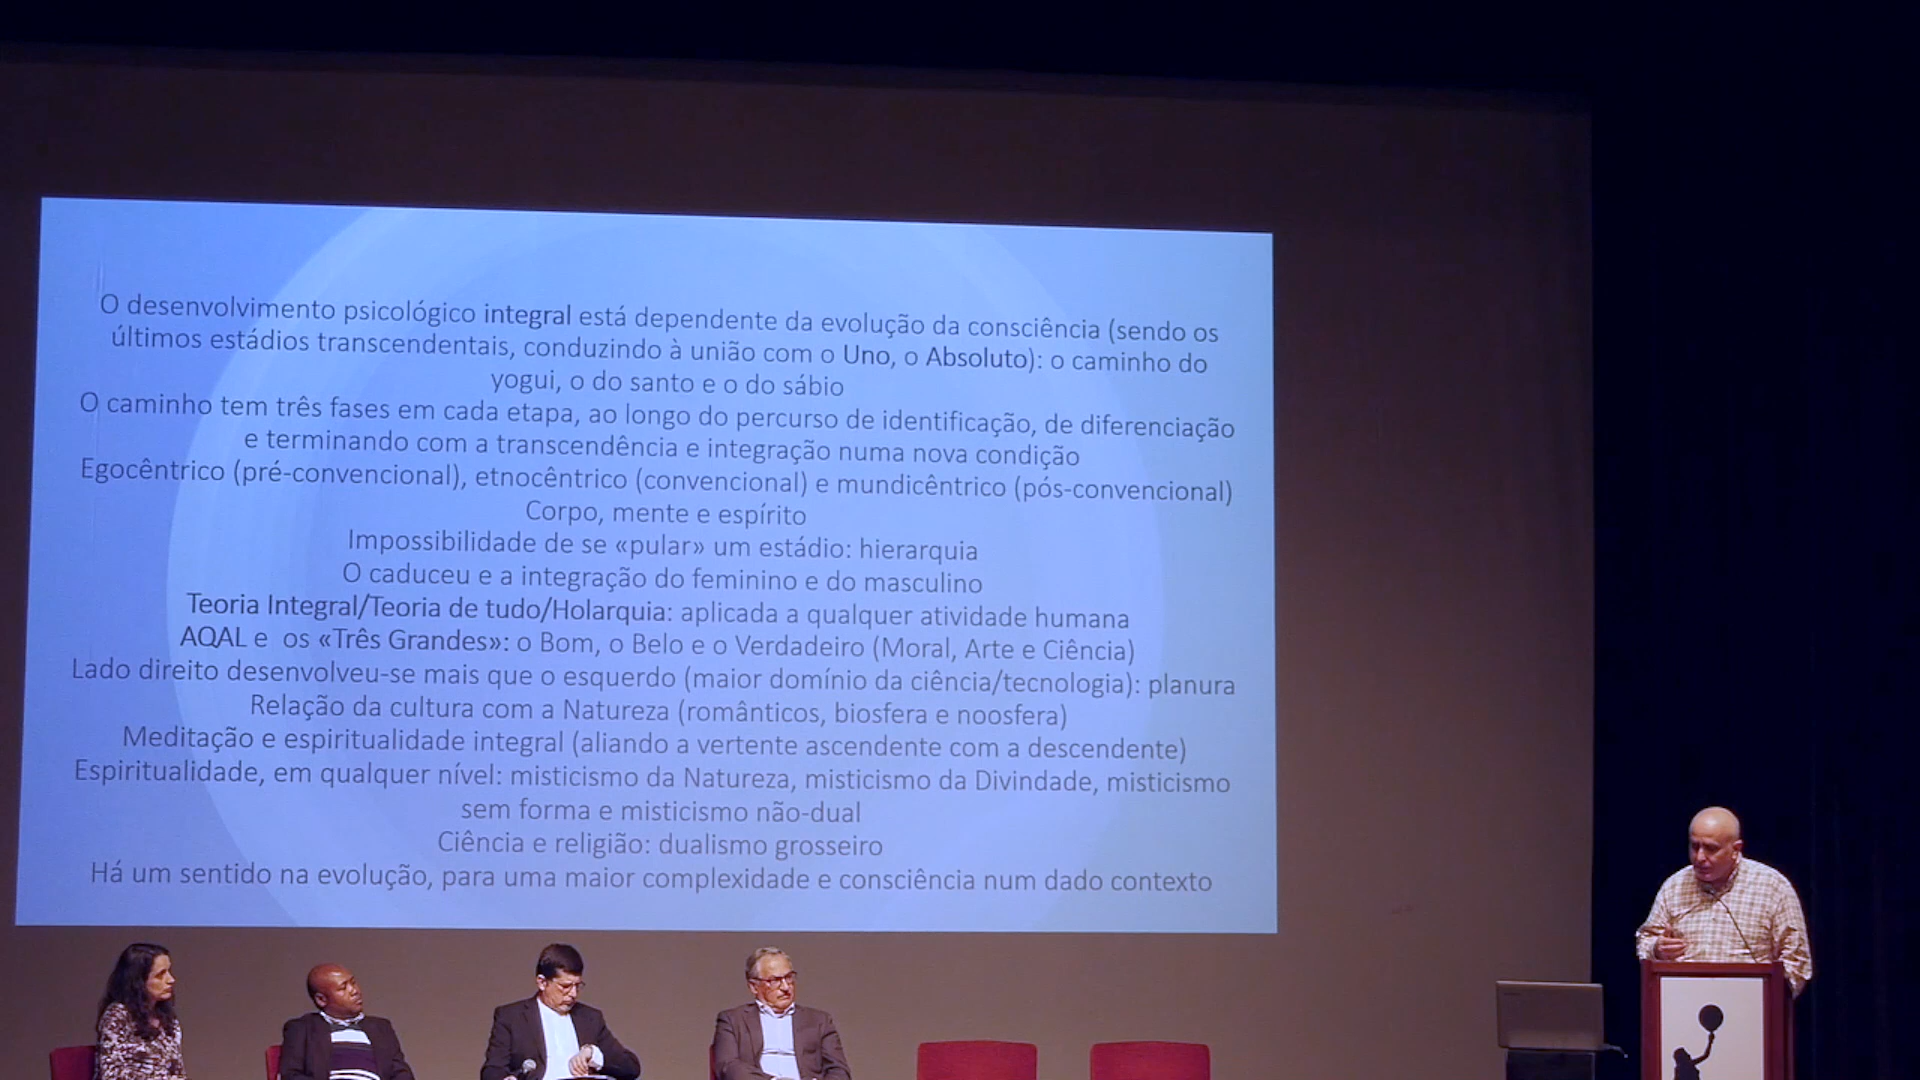 O desenvolvimento psicológico integral está dependente da evolução da consciência (sendo os
últimos estádios transcendentais, conduzindo à união com o Uno, o Absoluto): o caminho do
yogui, o do santo e o do sábio
O caminho tem três fases em cada etapa, ao longo do percurso de identificação, de diferenciação
e terminando com a transcendência e integração numa nova condição
Egocêntrico (pré-convencional), etnocêntrico (convencional) e mundicêntrico (pós-convencional)
Corpo, mente e espírito
Impossibilidade de se «pular» um estádio: hierarquia
O caduceu e a integração do feminino e do masculino
Teoria Integral/Teoria de tudo/Holarquia: aplicada a qualquer atividade humana
AQAL e os «Três Grandes»: o Bom, o Belo e o Verdadeiro (Moral, Arte e Ciência)
Lado direito desenvolveu-se mais que o esquerdo (maior domínio da ciência/tecnologia): planura
Relação da cultura com a Natureza (românticos, biosfera e noosfera)
Meditação e espiritualidade integral (aliando a vertente ascendente com a descendente)
Espiritualidade, em qualquer nível: misticismo da Natureza, misticismo da Divindade, misticismo
sem forma e misticismo não-dual
Ciência e religião: dualismo grosseiro
Há um sentido na evolução, para uma maior complexidade e consciência num dado contexto